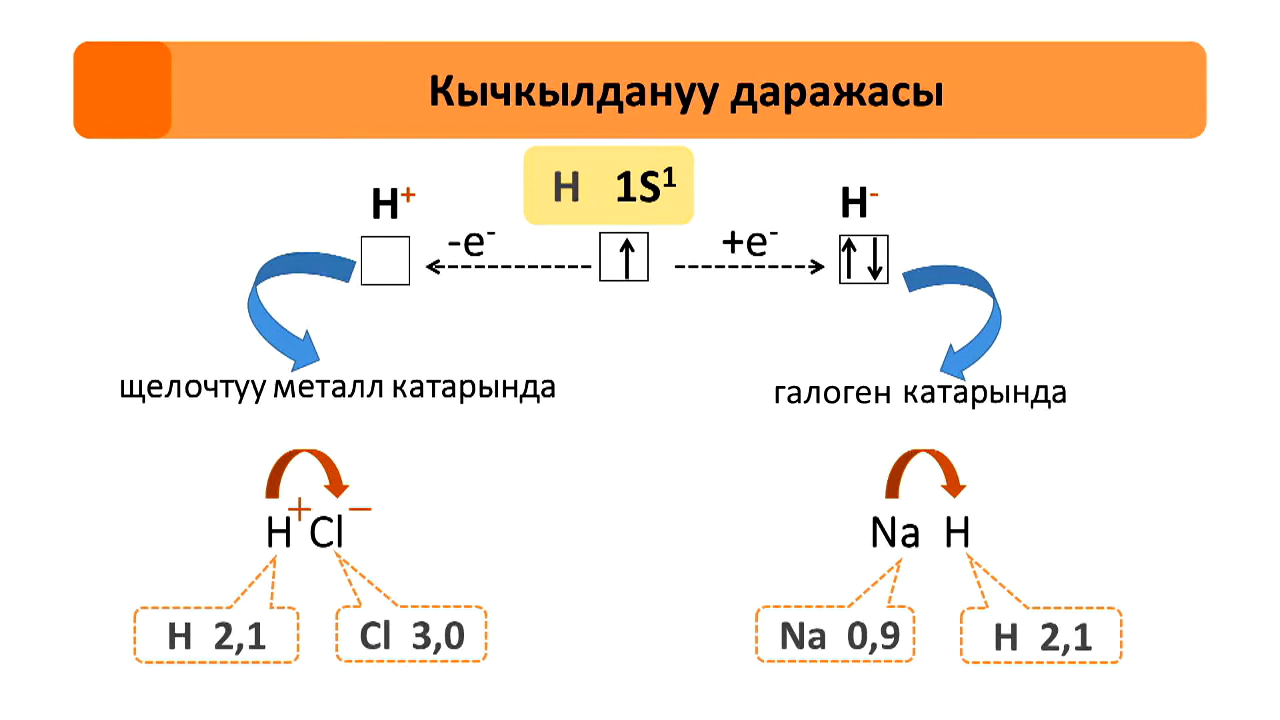 Кычкылдануу даражасы
H 1S¹
H⁺
H⁻
-e⁻
+e⁻
щелочтуу металл катарында
галоген катарында
H⁺Cl⁻
Na H
H 2,1
Cl 3,0
Na 0,9
H 2,1